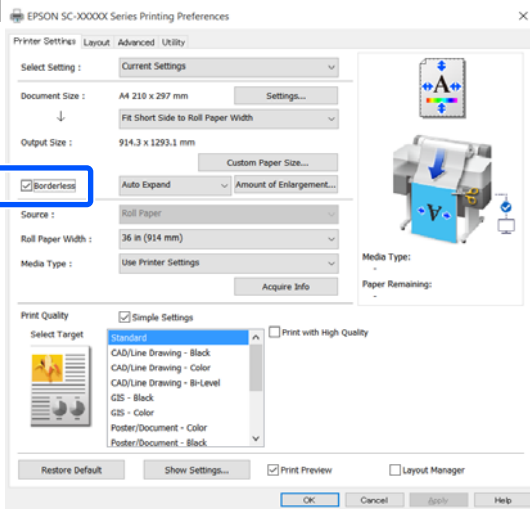 EPSON SC-XXXXX Series Printing Preferences
Printer Settings Layout Advanced Utility
Select Setting : Current Settings
Document Size : A4 210 x 297 mm Settings...
↓ Fit Short Side to Roll Paper Width
Output Size : 914.3 x 1293.1 mm
Custom Paper Size...
Borderless Auto Expand Amount of Enlargement...
Source : Roll Paper
Roll Paper Width : 36 in (914 mm)
Media Type : Use Printer Settings
Acquire Info
A
A
Media Type:
-
Paper Remaining:
-
Print Quality Simple Settings
Select Target
Standard
CAD/Line Drawing - Black
CAD/Line Drawing - Color
CAD/Line Drawing - Bi-Level
GIS - Black
GIS - Color
Poster/Document - Color
Poster/Document - Black
Print with High Quality
Restore Default Show Settings... Print Preview Layout Manager
OK Cancel Apply Help